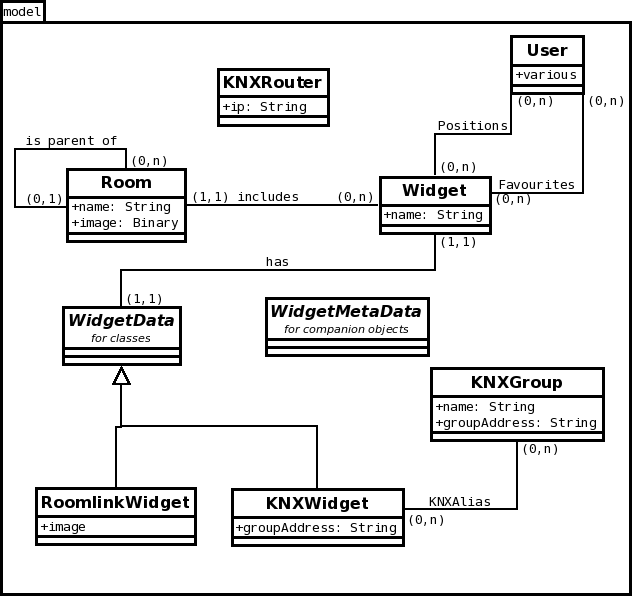 model
User
+various
(0,n)
(0,n)
KNXRouter
+ip: String
Positions
is parent of
(0,n)
(0,n)
Room
+name: String
+image: Binary
(0,1)
(1,1) includes
(0,n)
Widget
+name: String
Favourites
(0,n)
(1,1)
has
(1,1)
WidgetData
for classes
WidgetMetaData
for companion objects
KNXGroup
+name: String
+groupAddress: String
(0,n)
RoomlinkWidget
+image
KNXWidget
+groupAddress: String
KNXAlias
(0,n)